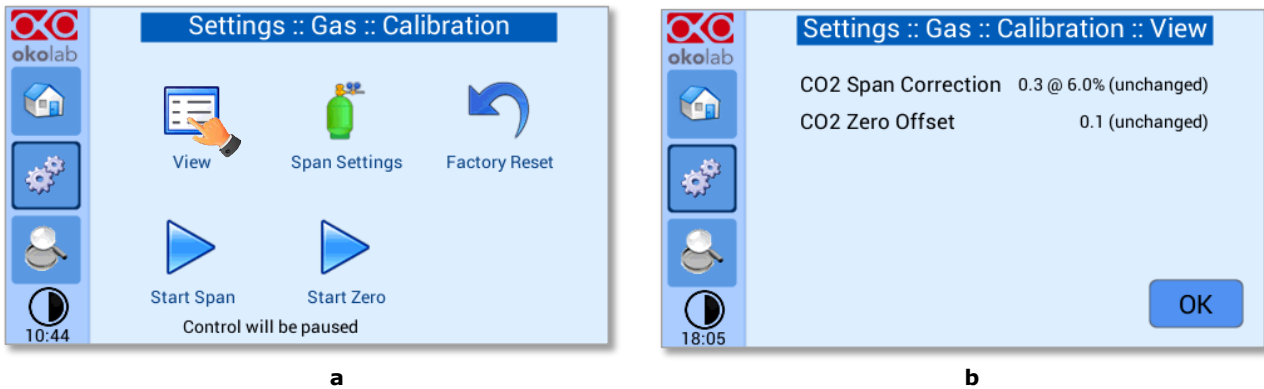 okolab
Settings :: Gas :: Calibration
View
Span Settings
Factory Reset
Start Span
Start Zero
Control will be paused
10:44
a
okolab
Settings :: Gas :: Calibration :: View
CO2 Span Correction 0.3 @ 6.0% (unchanged)
CO2 Zero Offset 0.1 (unchanged)
OK
18:05
b